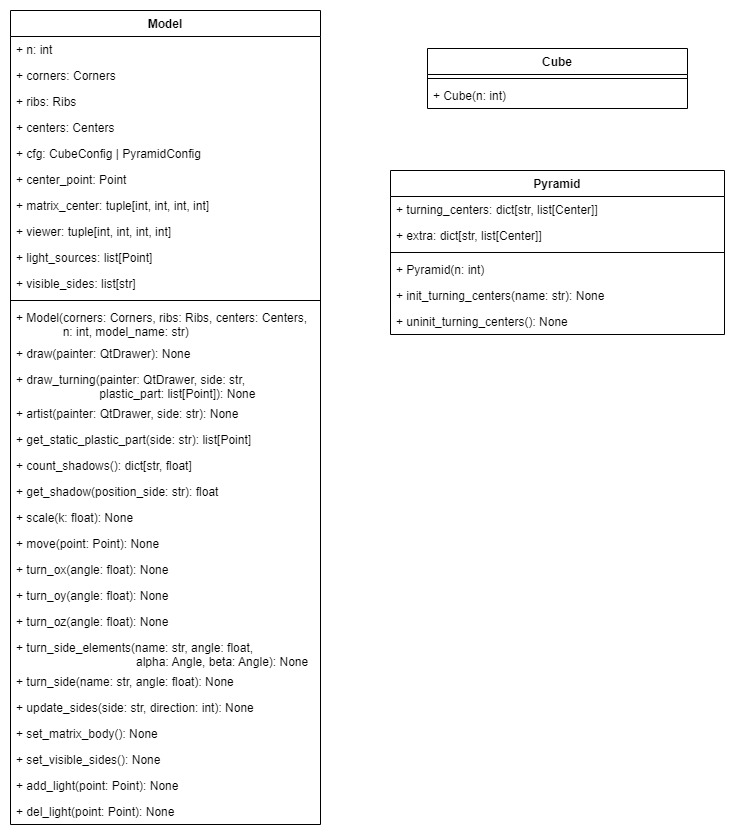 Model
+ n: int
+ corners: Corners
+ ribs: Ribs
+ centers: Centers
+ cfg: CubeConfig | PyramidConfig
+ center_point: Point
+ matrix_center: tuple[int, int, int, int]
+ viewer: tuple[int, int, int, int]
+ light_sources: list[Point]
+ visible_sides: list[str]
+ Model(corners: Corners, ribs: Ribs, centers: Centers,
n: int, model_name: str)
+ draw(painter: QtDrawer): None
+ draw_turning(painter: QtDrawer, side: str,
plastic_part: list[Point]): None
+ artist(painter: QtDrawer, side: str): None
+ get_static_plastic_part(side: str): list[Point]
+ count_shadows(): dict[str, float]
+ get_shadow(position_side: str): float
+ scale(k: float): None
+ move(point: Point): None
+ turn_ox(angle: float): None
+ turn_oy(angle: float): None
+ turn_oz(angle: float): None
+ turn_side_elements(name: str, angle: float,
alpha: Angle, beta: Angle): None
+ turn_side(name: str, angle: float): None
+ update_sides(side: str, direction: int): None
+ set_matrix_body(): None
+ set_visible_sides(): None
+ add_light(point: Point): None
+ del_light(point: Point): None
Cube
+ Cube(n: int)
Pyramid
+ turning_centers: dict[str, list[Center]]
+ extra: dict[str, list[Center]]
+ Pyramid(n: int)
+ init_turning_centers(name: str): None
+ uninit_turning_centers(): None